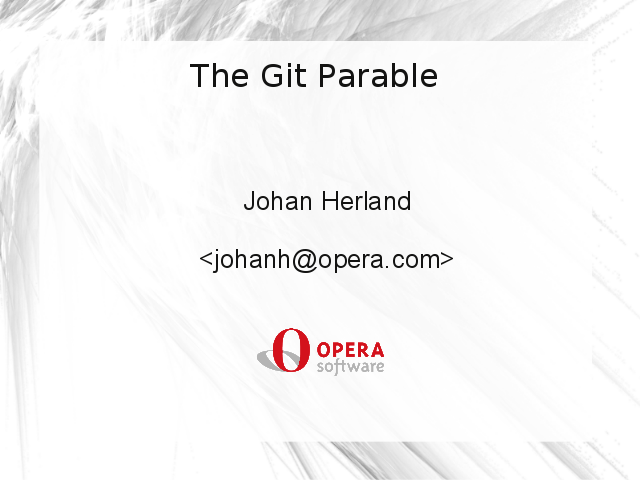 The Git Parable
Johan Herland
<johanh@opera.com>
OPERA
software